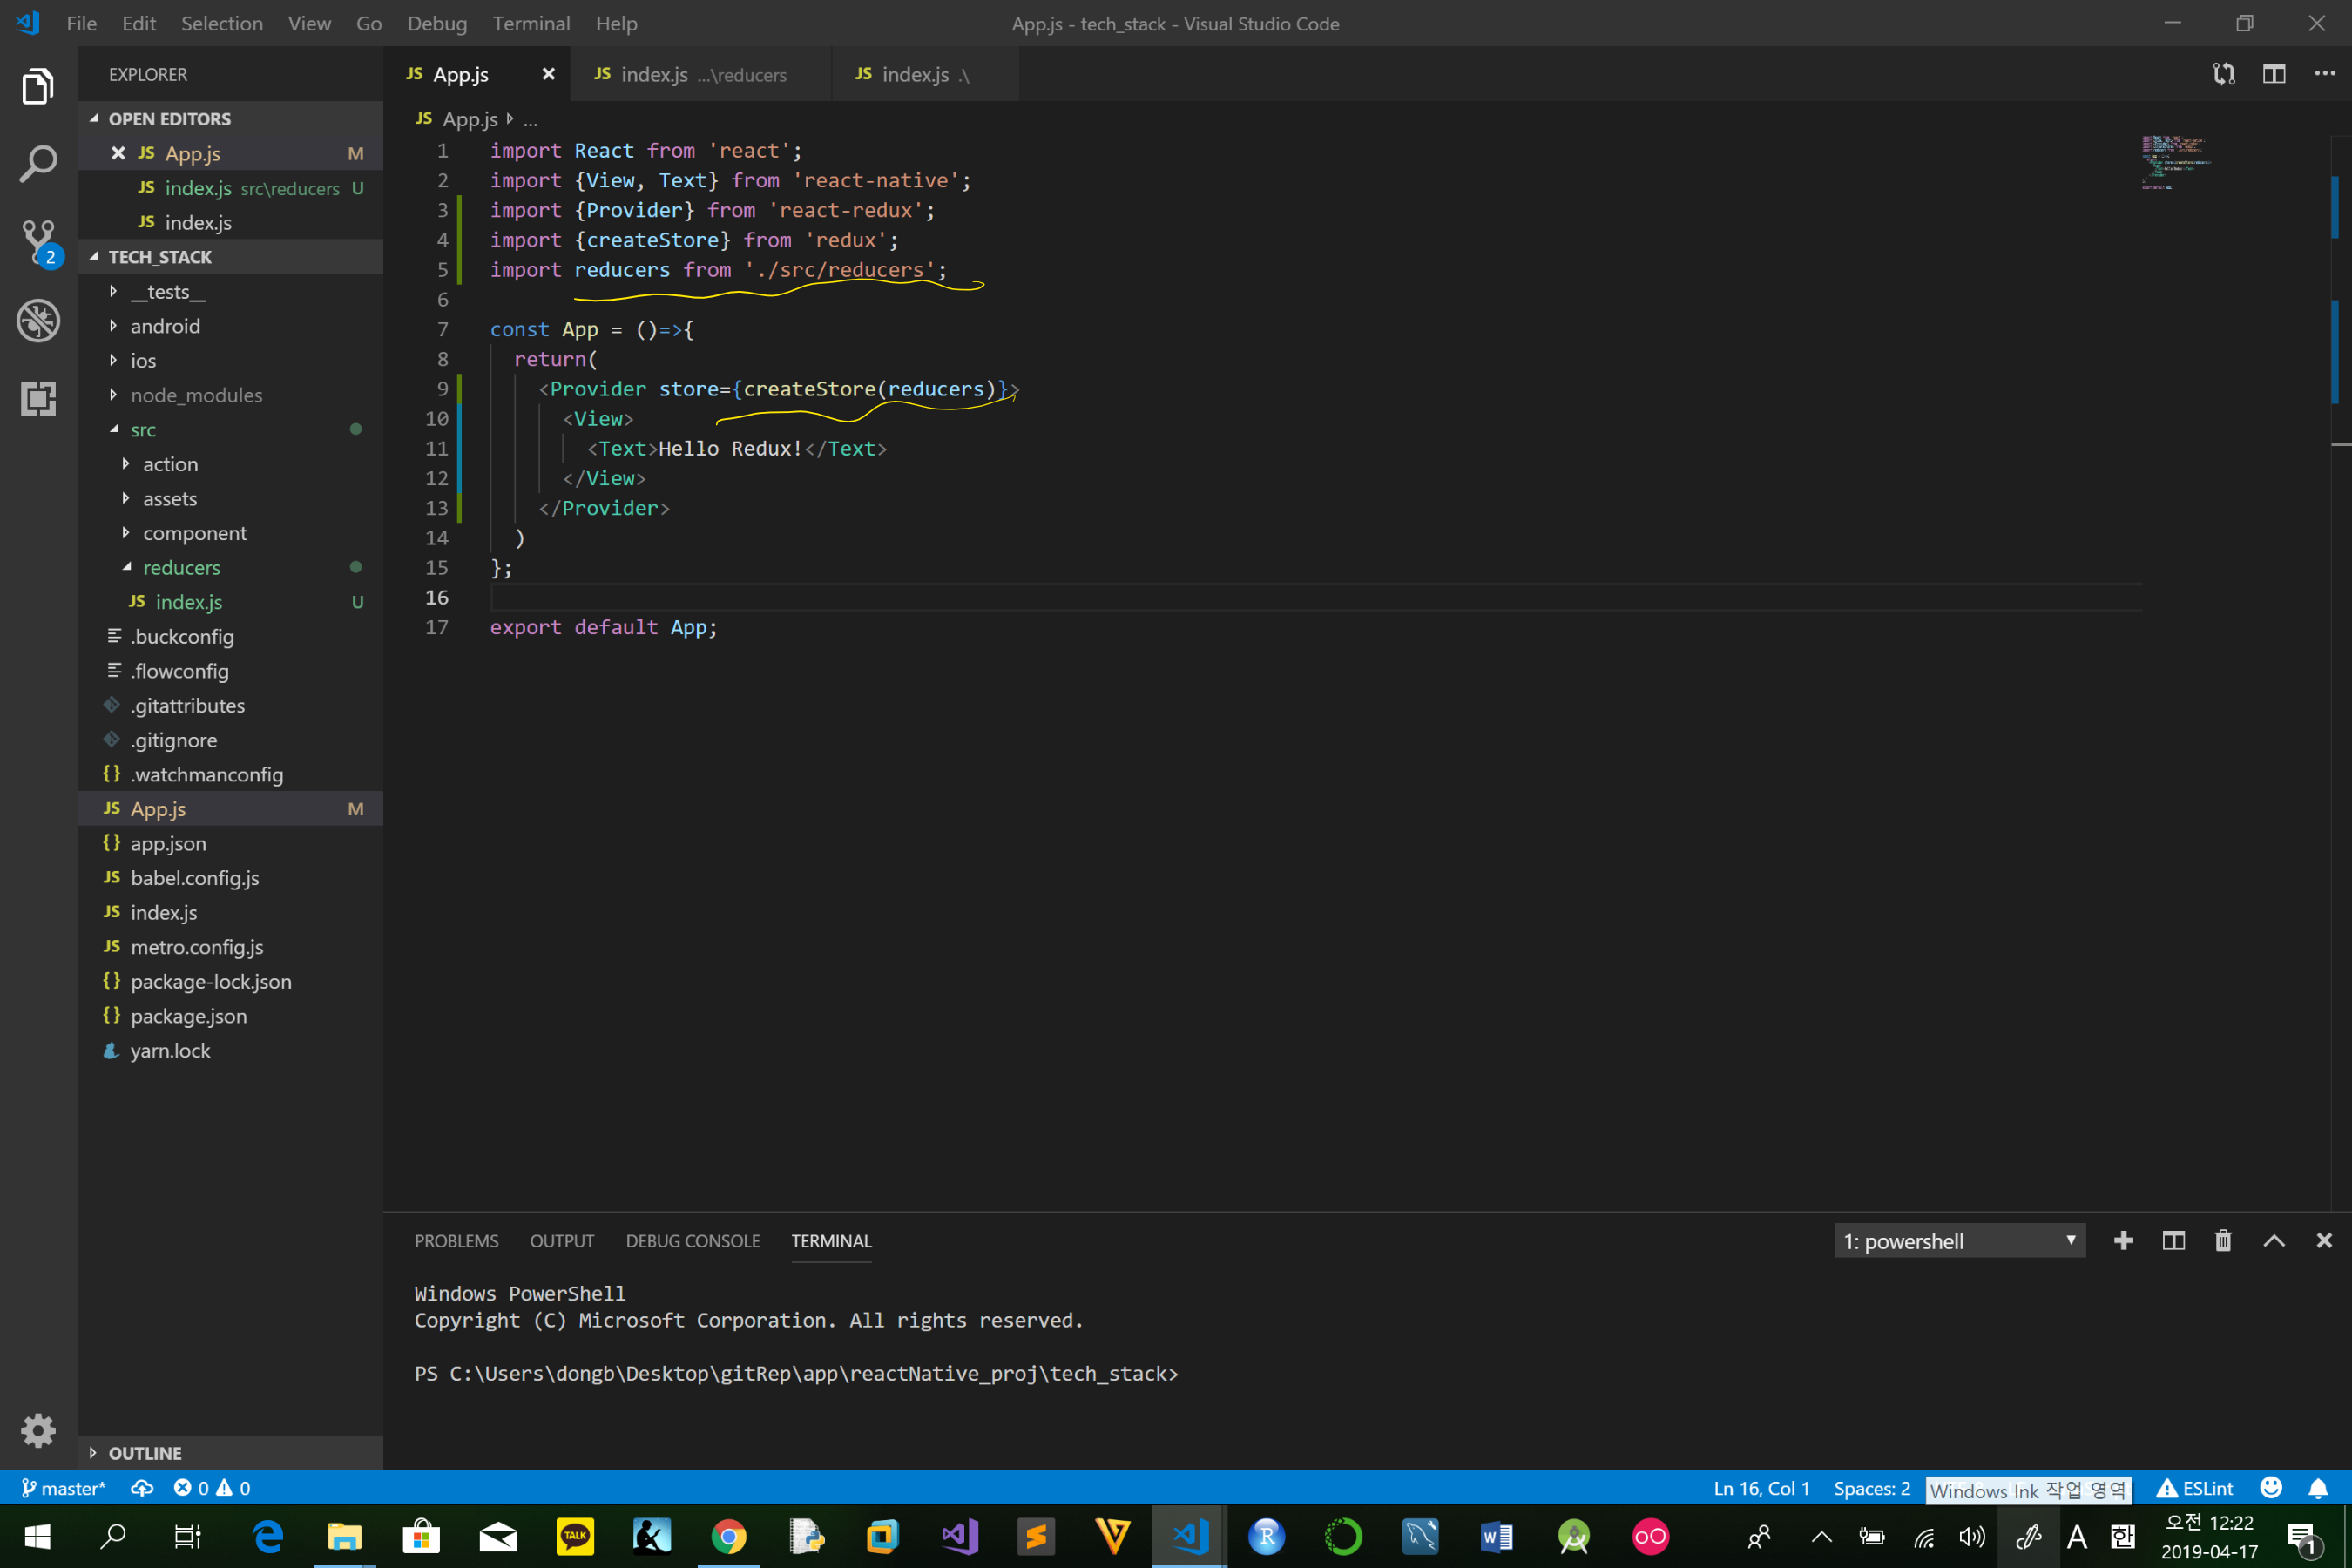 File Edit Selection View Go Debug Terminal Help
App.js - tech_stack - Visual Studio Code
EXPLORER
OPEN EDITORS
JS App.js M
JS index.js src\reducers U
JS index.js
TECH_STACK
__tests__
android
ios
node_modules
src
action
assets
component
reducers
JS index.js U
.buckconfig
.flowconfig
.gitattributes
.gitignore
{} .watchmanconfig
JS App.js M
{} app.json
JS babel.config.js
JS index.js
JS metro.config.js
{} package-lock.json
{} package.json
yarn.lock
OUTLINE
2
JS App.js
JS index.js ...\reducers
JS index.js .\
JS App.js ...
1 import React from 'react';
2 import {View, Text} from 'react-native';
3 import {Provider} from 'react-redux';
4 import {createStore} from 'redux';
5 import reducers from './src/reducers';
6
7 const App = ()=>{
8 return(
9 <Provider store={createStore(reducers)}>
10 <View>
11 <Text>Hello Redux!</Text>
12 </View>
13 </Provider>
14 )
15 };
16
17 export default App;
PROBLEMS OUTPUT DEBUG CONSOLE TERMINAL
1: powershell
Windows PowerShell
Copyright (C) Microsoft Corporation. All rights reserved.
PS C:\Users\dongb\Desktop\gitRep\app\reactNative_proj\tech_stack>
master* 0 0
Ln 16, Col 1 Spaces: 2 Windows Ink 작업 영역 ESLint
TALK
R
W
A 한
오전 12:22
2019-04-17
1